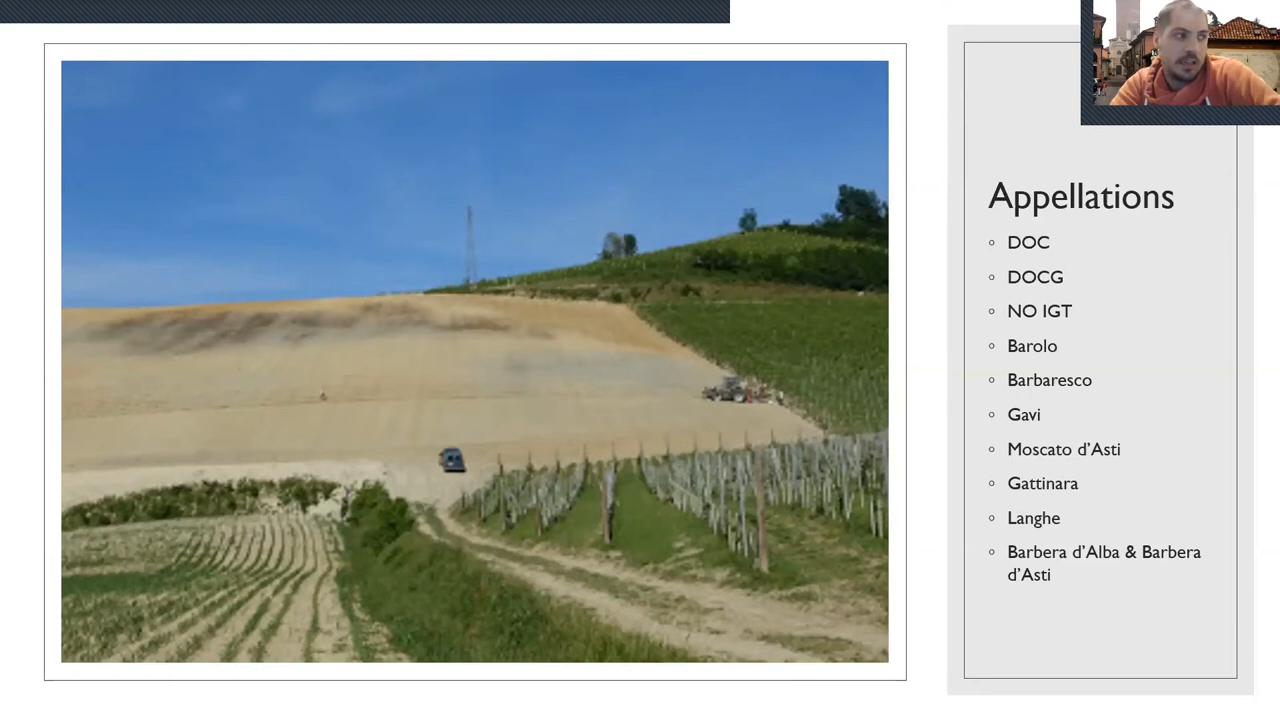 Appellations
DOC
DOCG
NO IGT
Barolo
Barbaresco
Gavi
Moscato d’Asti
Gattinara
Langhe
Barbera d’Alba & Barbera
d’Asti